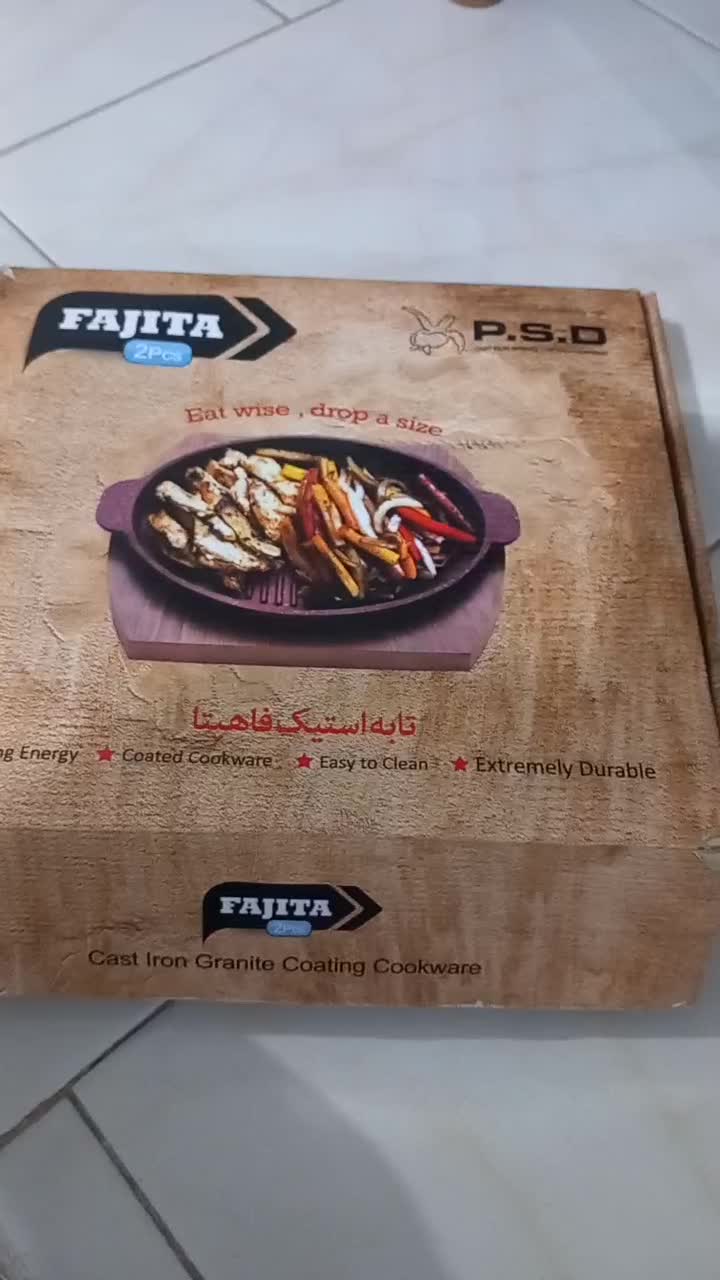 FAJITA
2Pcs
P.S.D
Eat wise , drop a size
تابه استیک فاهیتا
Energy ★ Coated Cookware ★ Easy to Clean ★ Extremely Durable
FAJITA
2Pcs
Cast Iron Granite Coating Cookware